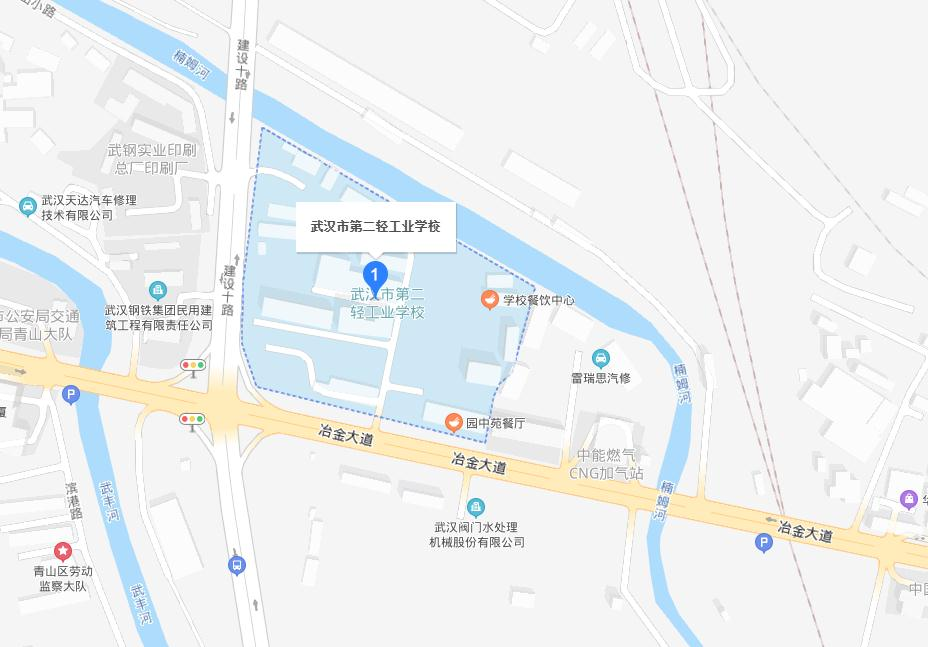 建设十路
楠姆河
武钢实业印刷
总厂印刷厂
武汉天达汽车修理
技术有限公司
武汉市第二轻工业学校
1
武汉市第二
轻工业学校
建设十路
武汉钢铁集团民用建
筑工程有限责任公司
公安局交通
局青山大队
学校餐饮中心
雷瑞思汽修
楠姆河
P
园中苑餐厅
冶金大道
冶金大道
中能燃气
CNG加气站
滨港路
武丰河
楠姆河
冶金大道
P
武汉阀门水处理
机械股份有限公司
青山区劳动
监察大队
武丰河